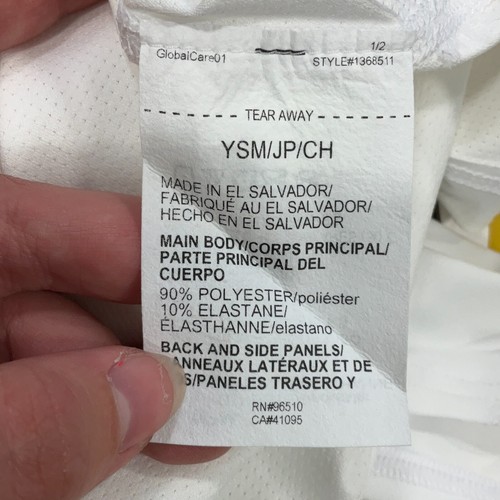 GlobalCare01
1/2
STYLE#1368511
TEAR AWAY
YSM/JP/CH
MADE IN EL SALVADOR/
FABRIQUÉ AU EL SALVADOR/
HECHO EN EL SALVADOR
MAIN BODY/CORPS PRINCIPAL/
PARTE PRINCIPAL DEL
CUERPO
90% POLYESTER/poliéster
10% ELASTANE/
ÉLASTHANNE/elastano
BACK AND SIDE PANELS/
ANNEAUX LATÉRAUX ET DE
S/PANELES TRASERO Y
RN#96510
CA#41095